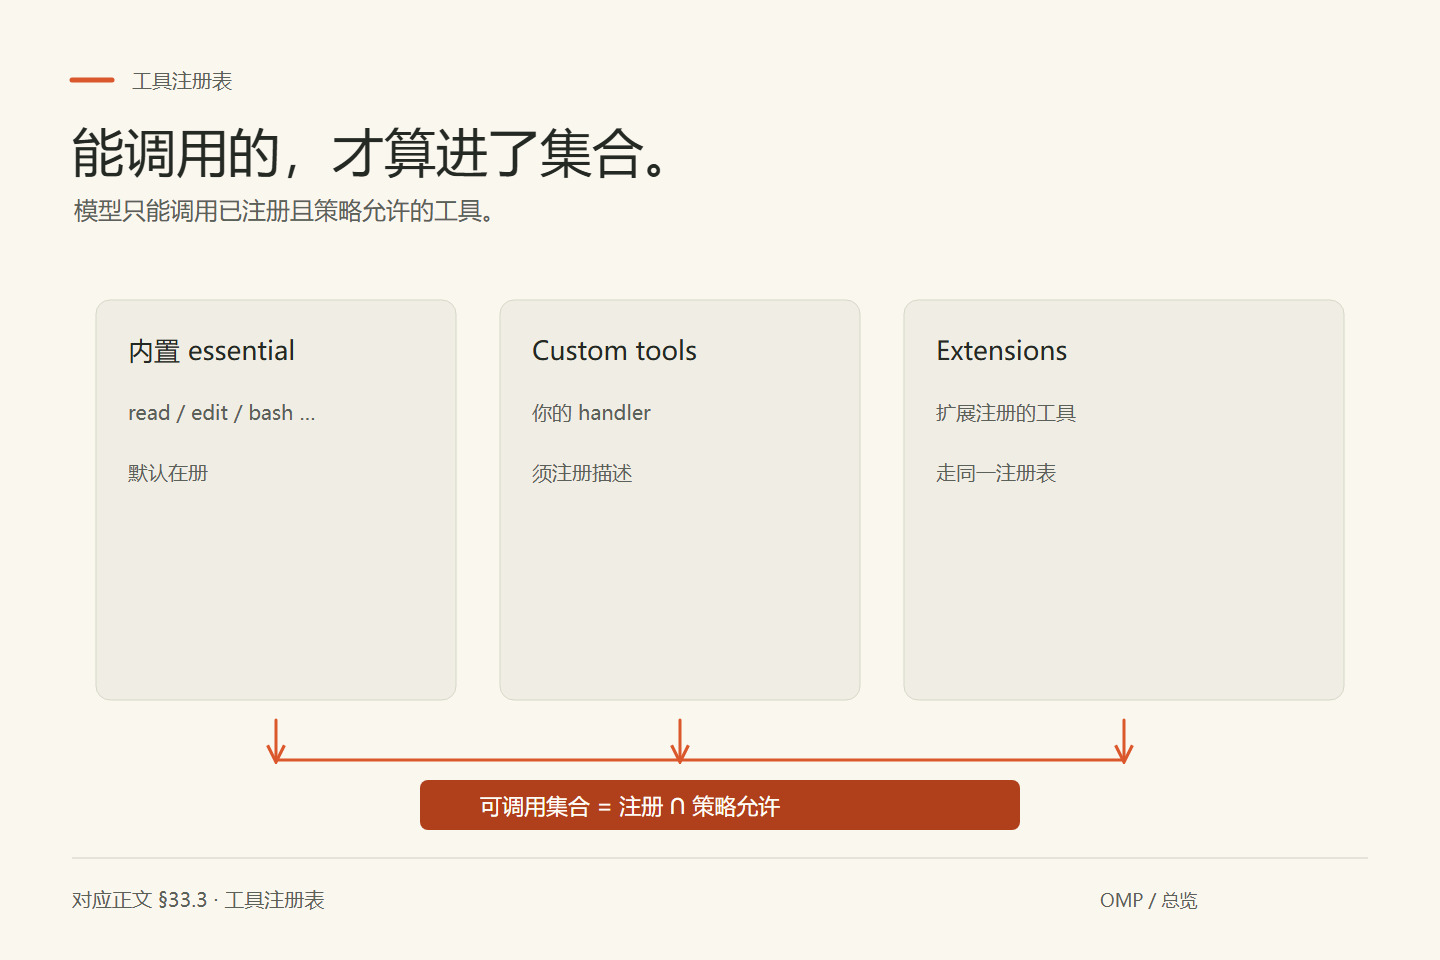 工具注册表
能调用的，才算进了集合。
模型只能调用已注册且策略允许的工具。
内置 essential
read / edit / bash ...
默认在册
Custom tools
你的 handler
须注册描述
Extensions
扩展注册的工具
走同一注册表
可调用集合 = 注册 ∩ 策略允许
对应正文 §33.3 · 工具注册表
OMP / 总览